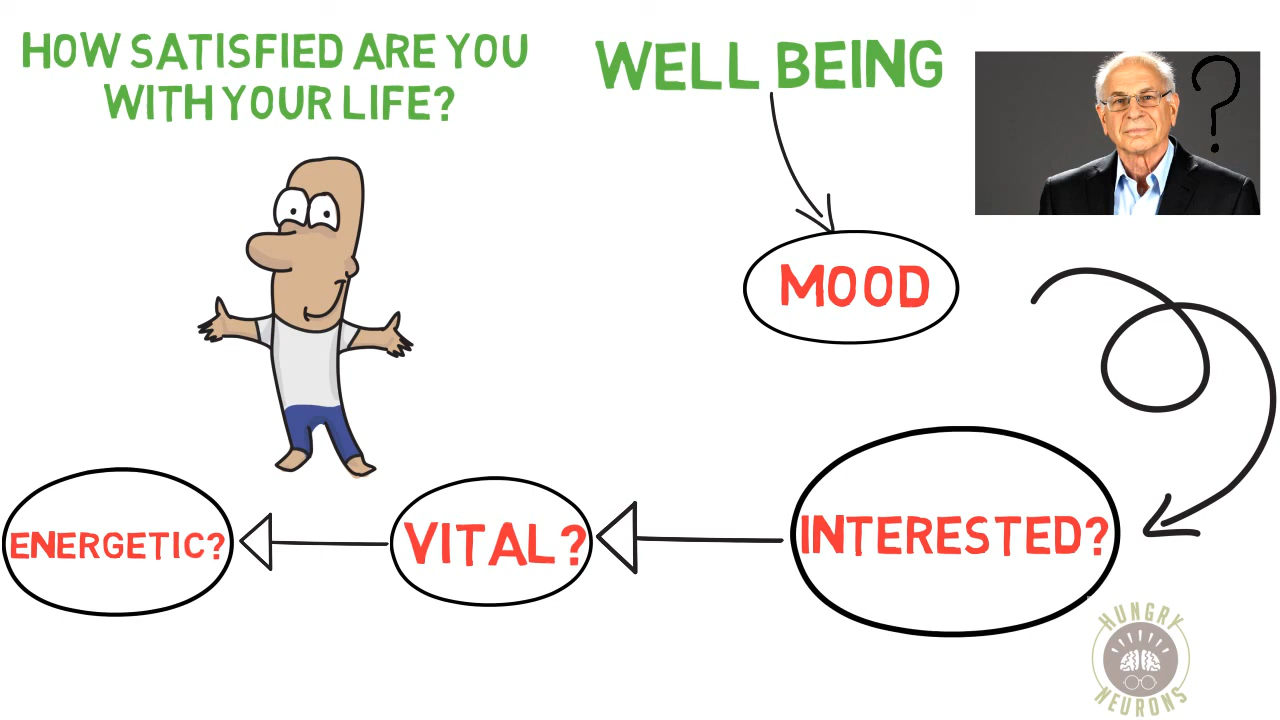 HOW SATISFIED ARE YOU
WITH YOUR LIFE?
WELL BEING
?
MOOD
INTERESTED?
VITAL?
ENERGETIC?
HUNGRY
NEURONS